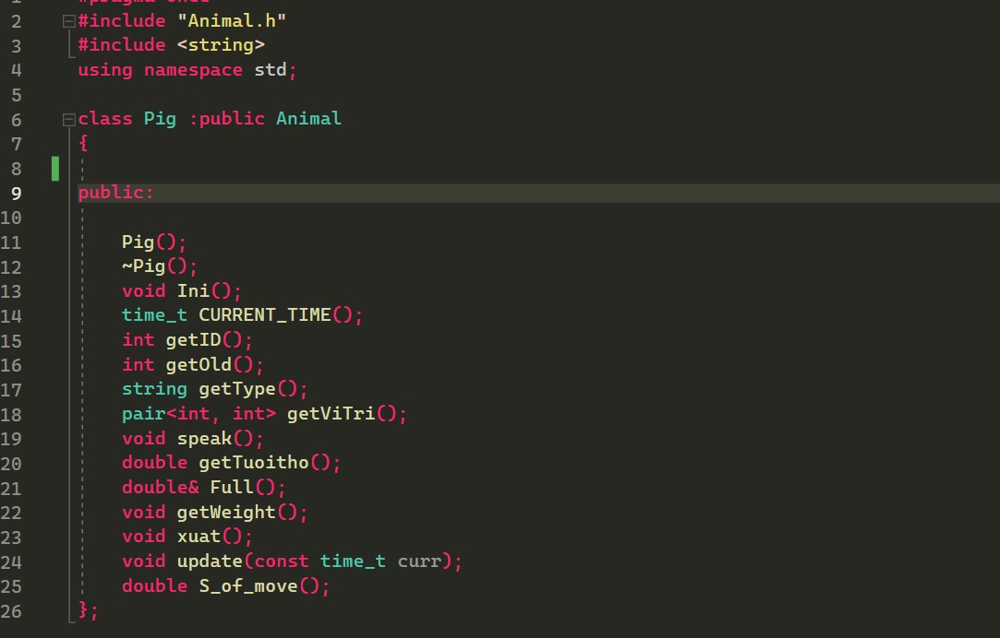 2 #include "Animal.h"
3 #include <string>
4 using namespace std;
5
6 class Pig :public Animal
7 {
8
9 public:
10
11 Pig();
12 ~Pig();
13 void Ini();
14 time_t CURRENT_TIME();
15 int getID();
16 int getOld();
17 string getType();
18 pair<int, int> getViTri();
19 void speak();
20 double getTuoitho();
21 double& Full();
22 void getWeight();
23 void xuat();
24 void update(const time_t curr);
25 double S_of_move();
26 };